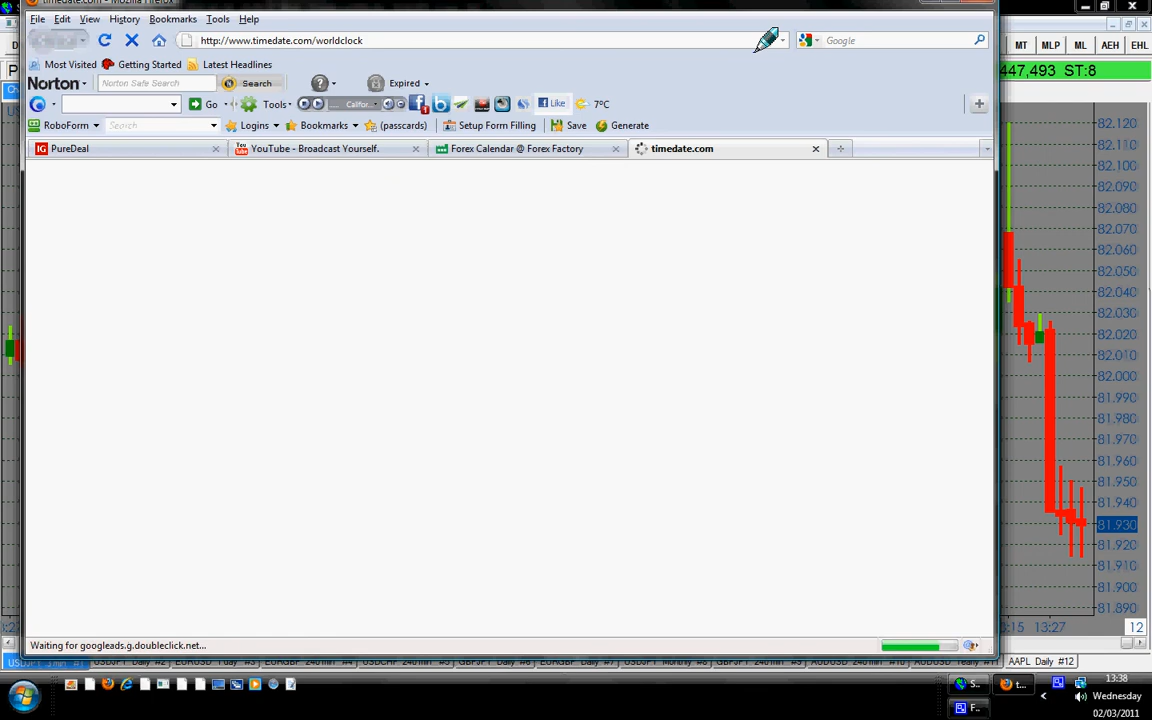 timedate.com - Mozilla Firefox
File Edit View History Bookmarks Tools Help
http://www.timedate.com/worldclock Google
MT MLP ML AEH EHL
Most Visited Getting Started Latest Headlines
447,493 ST:8
Norton Norton Safe Search Search ? Expired
Go Tools Califor. Like 7°C
RoboForm Search Logins Bookmarks (passcards) Setup Form Filling Save Generate
IG PureDeal YouTube - Broadcast Yourself. Forex Calendar @ Forex Factory timedate.com
82.120
82.110
82.100
82.090
82.080
82.070
82.060
82.050
82.040
82.030
82.020
82.010
82.000
81.990
81.980
81.970
81.960
81.950
81.940
81.930
81.920
81.910
81.900
81.890
:15 13:27 12
Waiting for googleads.g.doubleclick.net...
AAPL Daily #12
S.. t... 13:38
Wednesday
F... 02/03/2011